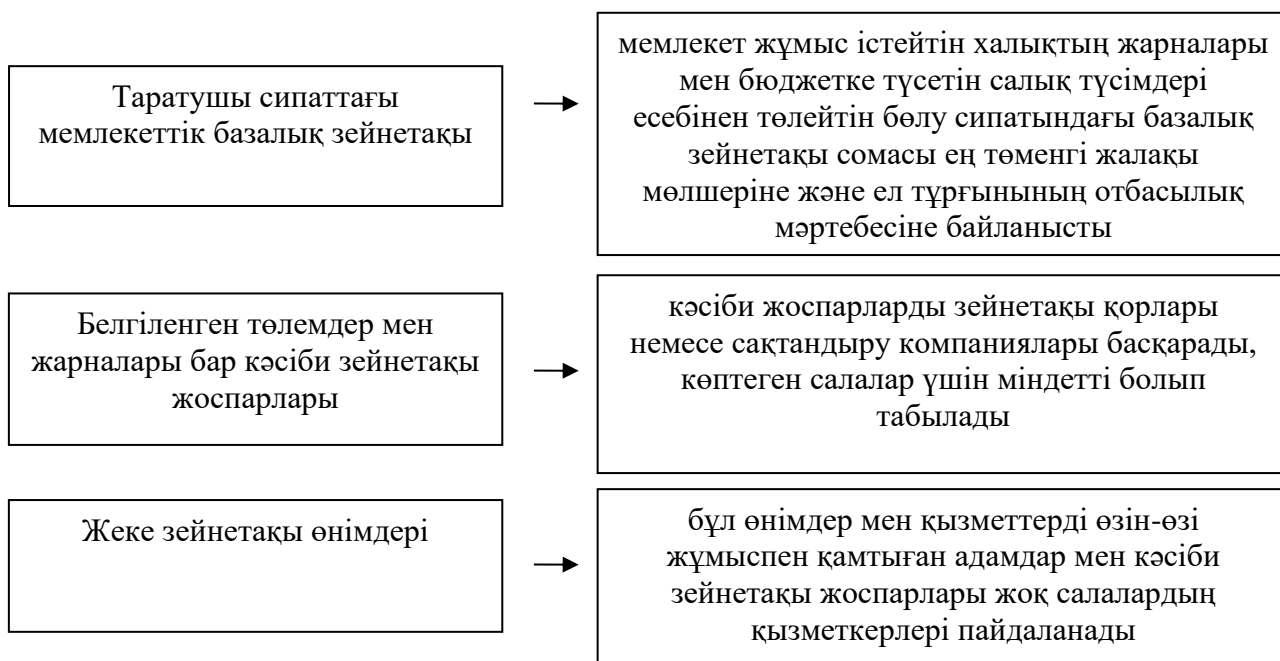 Таратушы сипаттағы
мемлекеттік базалық зейнетақы
мемлекет жұмыс істейтін халықтың жарналары
мен бюджетке түсетін салық түсімдері
есебінен төлейтін бөлу сипатындағы базалық
зейнетақы сомасы ең төменгі жалақы
мөлшеріне және ел тұрғынының отбасылық
мәртебесіне байланысты
Белгіленген төлемдер мен
жарналары бар кәсіби зейнетақы
жоспарлары
кәсіби жоспарларды зейнетақы қорлары
немесе сақтандыру компаниялары басқарады,
көптеген салалар үшін міндетті болып
табылады
Жеке зейнетақы өнімдері
бұл өнімдер мен қызметтерді өзін-өзі
жұмыспен қамтыған адамдар мен кәсіби
зейнетақы жоспарлары жоқ салалардың
қызметкерлері пайдаланады